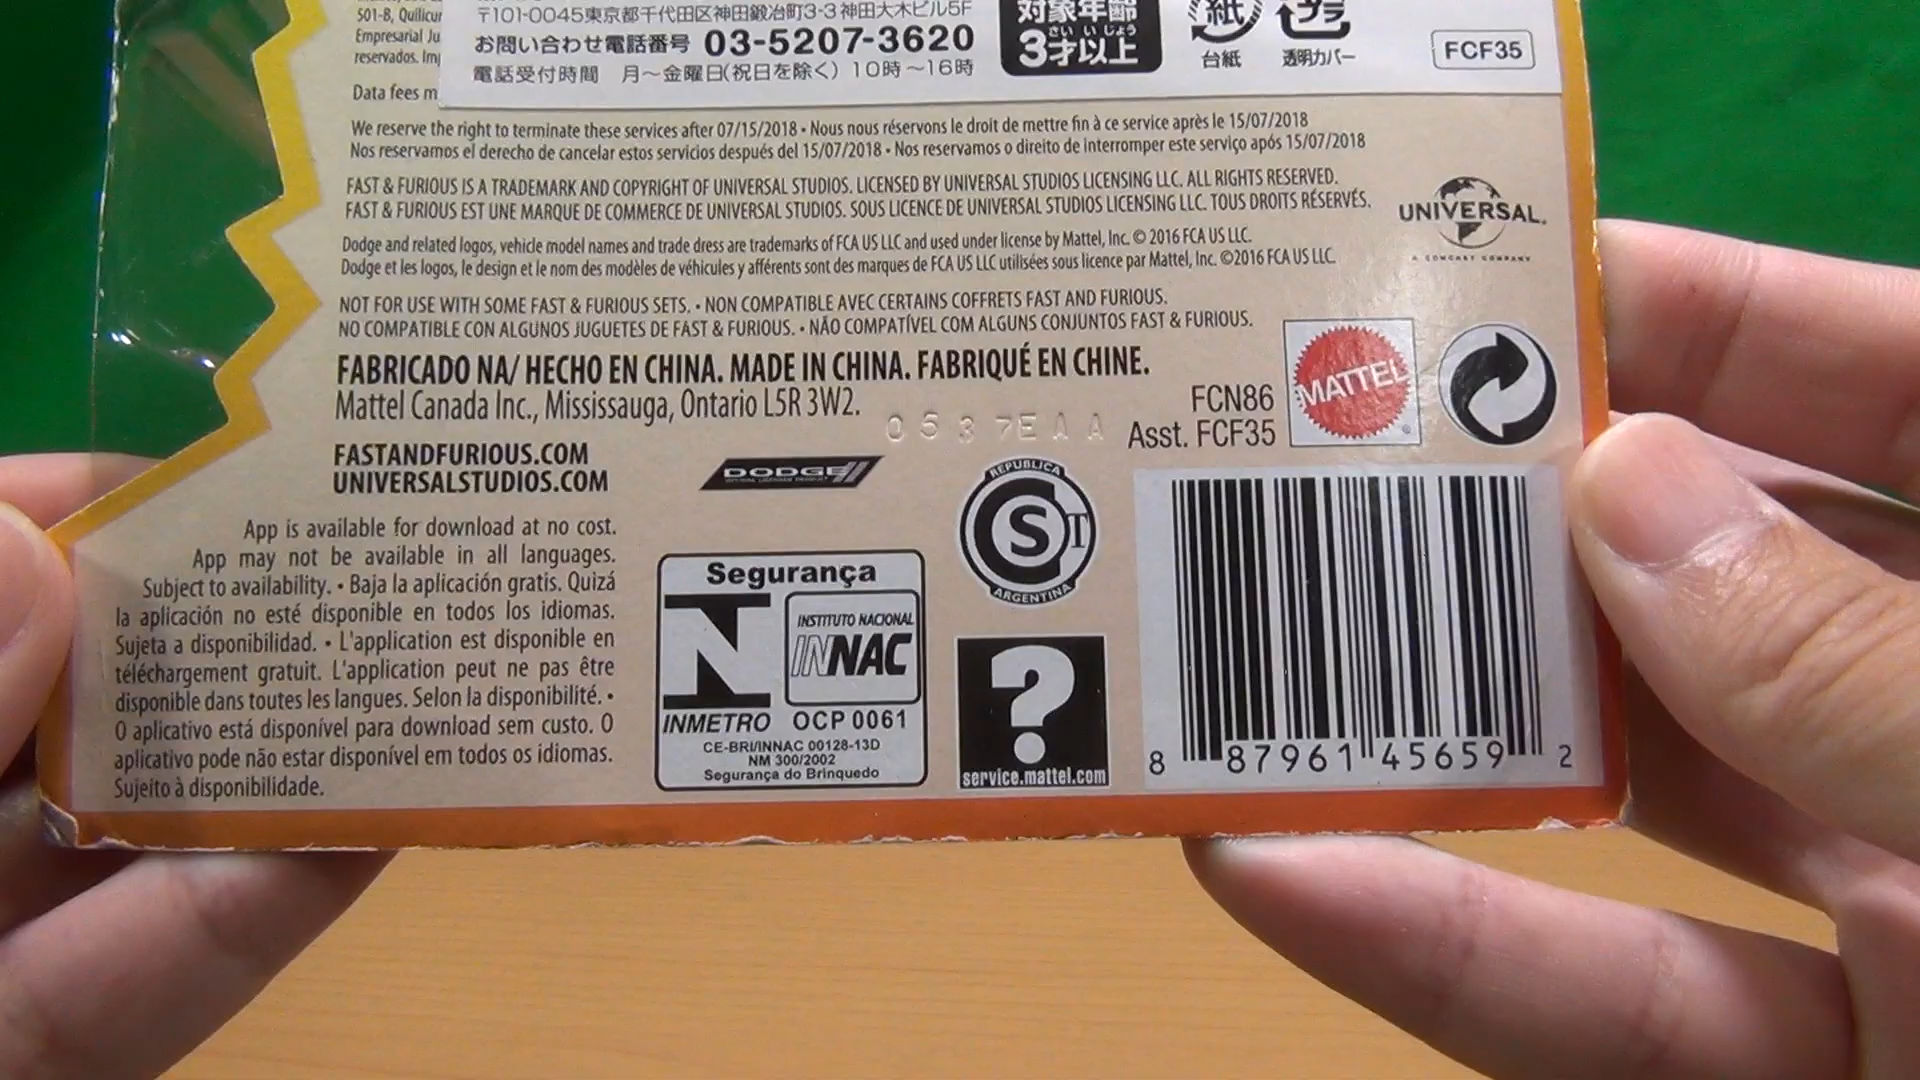 501-B, Quilicur
〒101-0045東京都千代田区神田鍛冶町3-3 神田大木ビル5F
対象年齢
紙
プラ
Empresarial Ju
お問い合わせ電話番号 03-5207-3620
さい いじょう
3才以上
台紙
透明カバー
FCF35
reservados. Im
電話受付時間 月～金曜日(祝日を除く) 10時～16時
Data fees m
We reserve the right to terminate these services after 07/15/2018 • Nous nous réservons le droit de mettre fin à ce service après le 15/07/2018
Nos reservamos el derecho de cancelar estos servicios después del 15/07/2018 • Nos reservamos o direito de interromper este serviço após 15/07/2018
FAST & FURIOUS IS A TRADEMARK AND COPYRIGHT OF UNIVERSAL STUDIOS. LICENSED BY UNIVERSAL STUDIOS LICENSING LLC. ALL RIGHTS RESERVED.
FAST & FURIOUS EST UNE MARQUE DE COMMERCE DE UNIVERSAL STUDIOS. SOUS LICENCE DE UNIVERSAL STUDIOS LICENSING LLC. TOUS DROITS RÉSERVÉS.
UNIVERSAL
A COMCAST COMPANY
Dodge and related logos, vehicle model names and trade dress are trademarks of FCA US LLC and used under license by Mattel, Inc. © 2016 FCA US LLC.
Dodge et les logos, le design et le nom des modèles de véhicules y afférents sont des marques de FCA US LLC utilisées sous licence par Mattel, Inc. ©2016 FCA US LLC.
NOT FOR USE WITH SOME FAST & FURIOUS SETS. • NON COMPATIBLE AVEC CERTAINS COFFRETS FAST AND FURIOUS.
NO COMPATIBLE CON ALGUNOS JUGUETES DE FAST & FURIOUS. • NÃO COMPATÍVEL COM ALGUNS CONJUNTOS FAST & FURIOUS.
FABRICADO NA/ HECHO EN CHINA. MADE IN CHINA. FABRIQUÉ EN CHINE.
Mattel Canada Inc., Mississauga, Ontario L5R 3W2.
0537EAA
FCN86
Asst. FCF35
MATTEL
FASTANDFURIOUS.COM
UNIVERSALSTUDIOS.COM
DODGE
REPUBLICA
S T
ARGENTINA
App is available for download at no cost.
App may not be available in all languages.
Subject to availability. • Baja la aplicación gratis. Quizá
la aplicación no esté disponible en todos los idiomas.
Sujeta a disponibilidad. • L'application est disponible en
téléchargement gratuit. L'application peut ne pas être
disponible dans toutes les langues. Selon la disponibilité. •
O aplicativo está disponível para download sem custo. O
aplicativo pode não estar disponível em todos os idiomas.
Sujeito à disponibilidade.
Segurança
INSTITUTO NACIONAL
INNAC
INMETRO OCP 0061
CE-BRI/INNAC 00128-13D
NM 300/2002
Segurança do Brinquedo
?
service.mattel.com
8 87961 45659 2